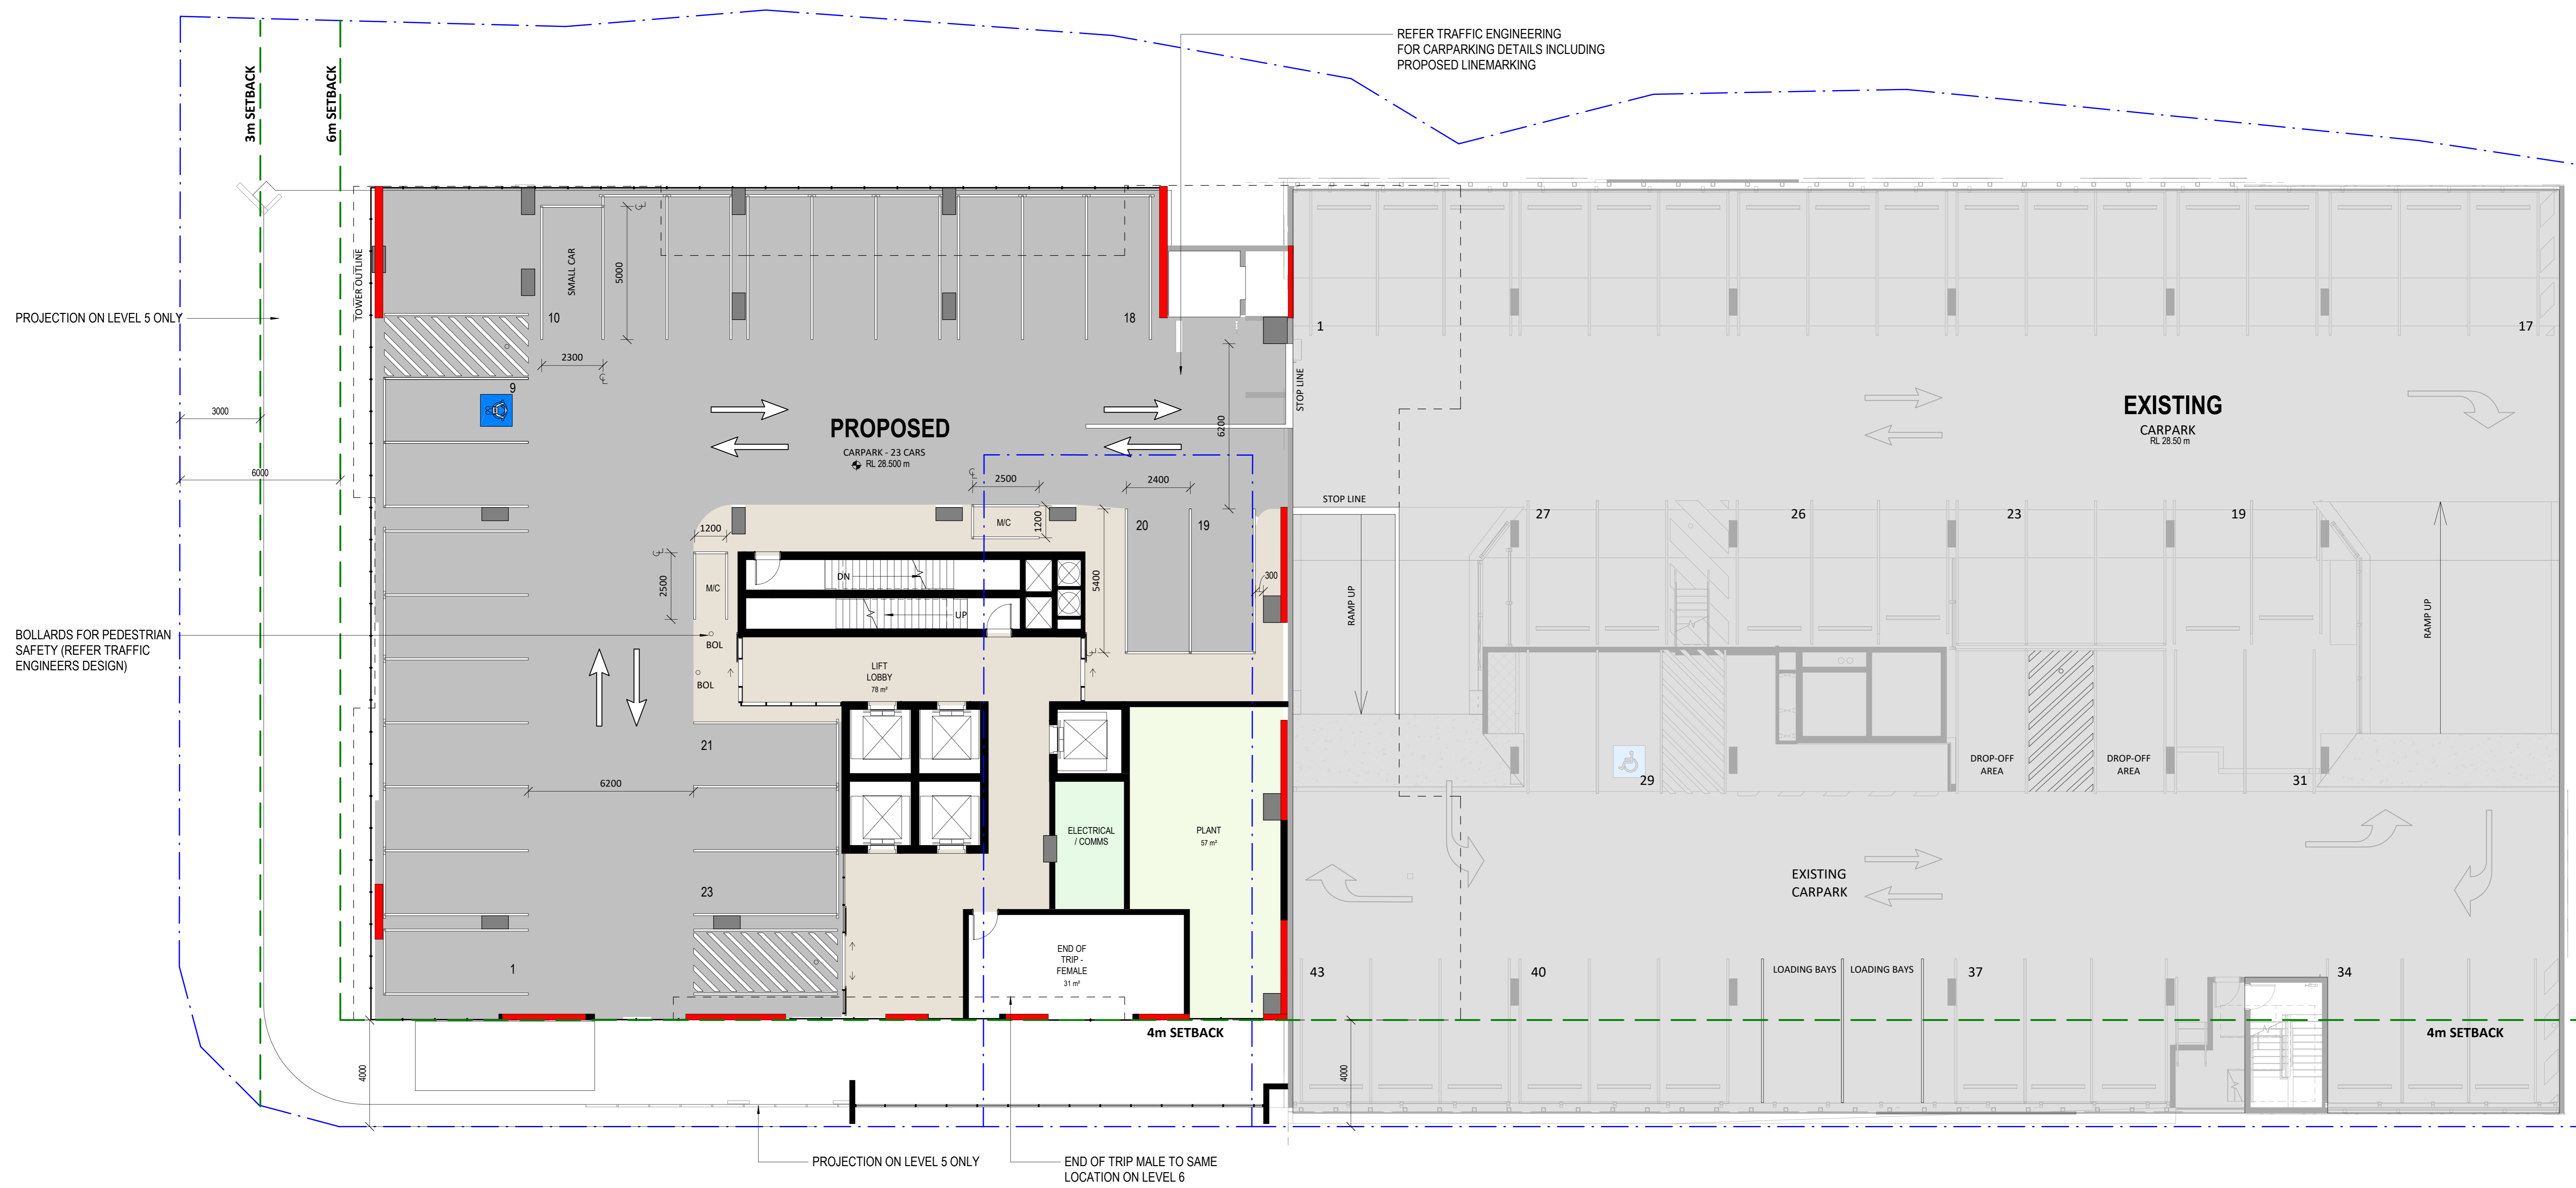 REFER TRAFFIC ENGINEERING
FOR CARPARKING DETAILS INCLUDING
PROPOSED LINEMARKING
3m SETBACK
6m SETBACK
TOWER OUTLINE
PROJECTION ON LEVEL 5 ONLY
SMALL CAR
5000
10
18
2300
9
3000
6000
PROPOSED
CARPARK - 23 CARS
RL 28.500 m
6200
STOP LINE
1
17
EXISTING
CARPARK
RL 28.50 m
2500
2400
1200
M/C
1200
20
19
STOP LINE
27
26
23
19
2500
M/C
DN
UP
5400
300
RAMP UP
RAMP UP
BOLLARDS FOR PEDESTRIAN
SAFETY (REFER TRAFFIC
ENGINEERS DESIGN)
BOL
BOL
LIFT
LOBBY
78 m²
21
6200
23
1
ELECTRICAL
/ COMMS
PLANT
57 m²
29
DROP-OFF
AREA
DROP-OFF
AREA
31
EXISTING
CARPARK
END OF
TRIP -
FEMALE
31 m²
43
40
LOADING BAYS
LOADING BAYS
37
34
4m SETBACK
4m SETBACK
4000
4000
PROJECTION ON LEVEL 5 ONLY
END OF TRIP MALE TO SAME
LOCATION ON LEVEL 6